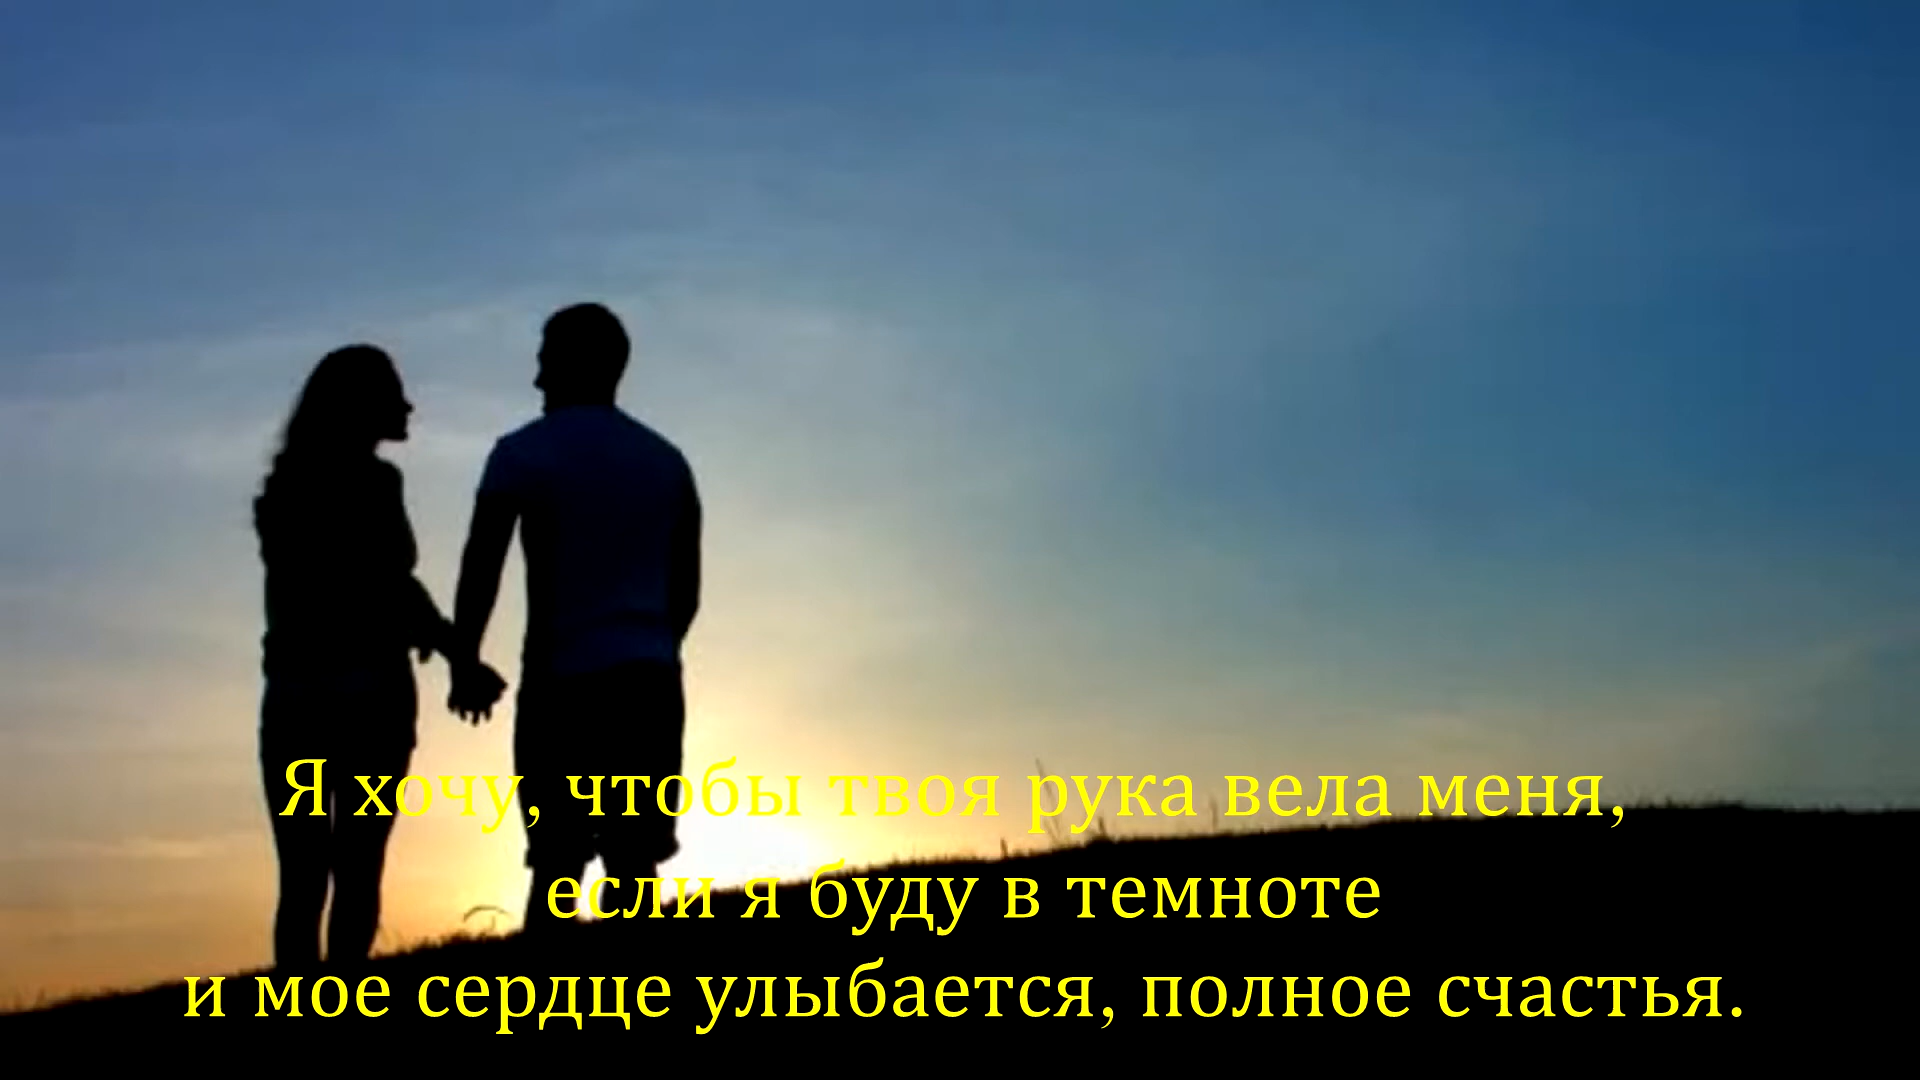 Я хочу, чтобы твоя рука вела меня,
если я буду в темноте
и мое сердце улыбается, полное счастья.